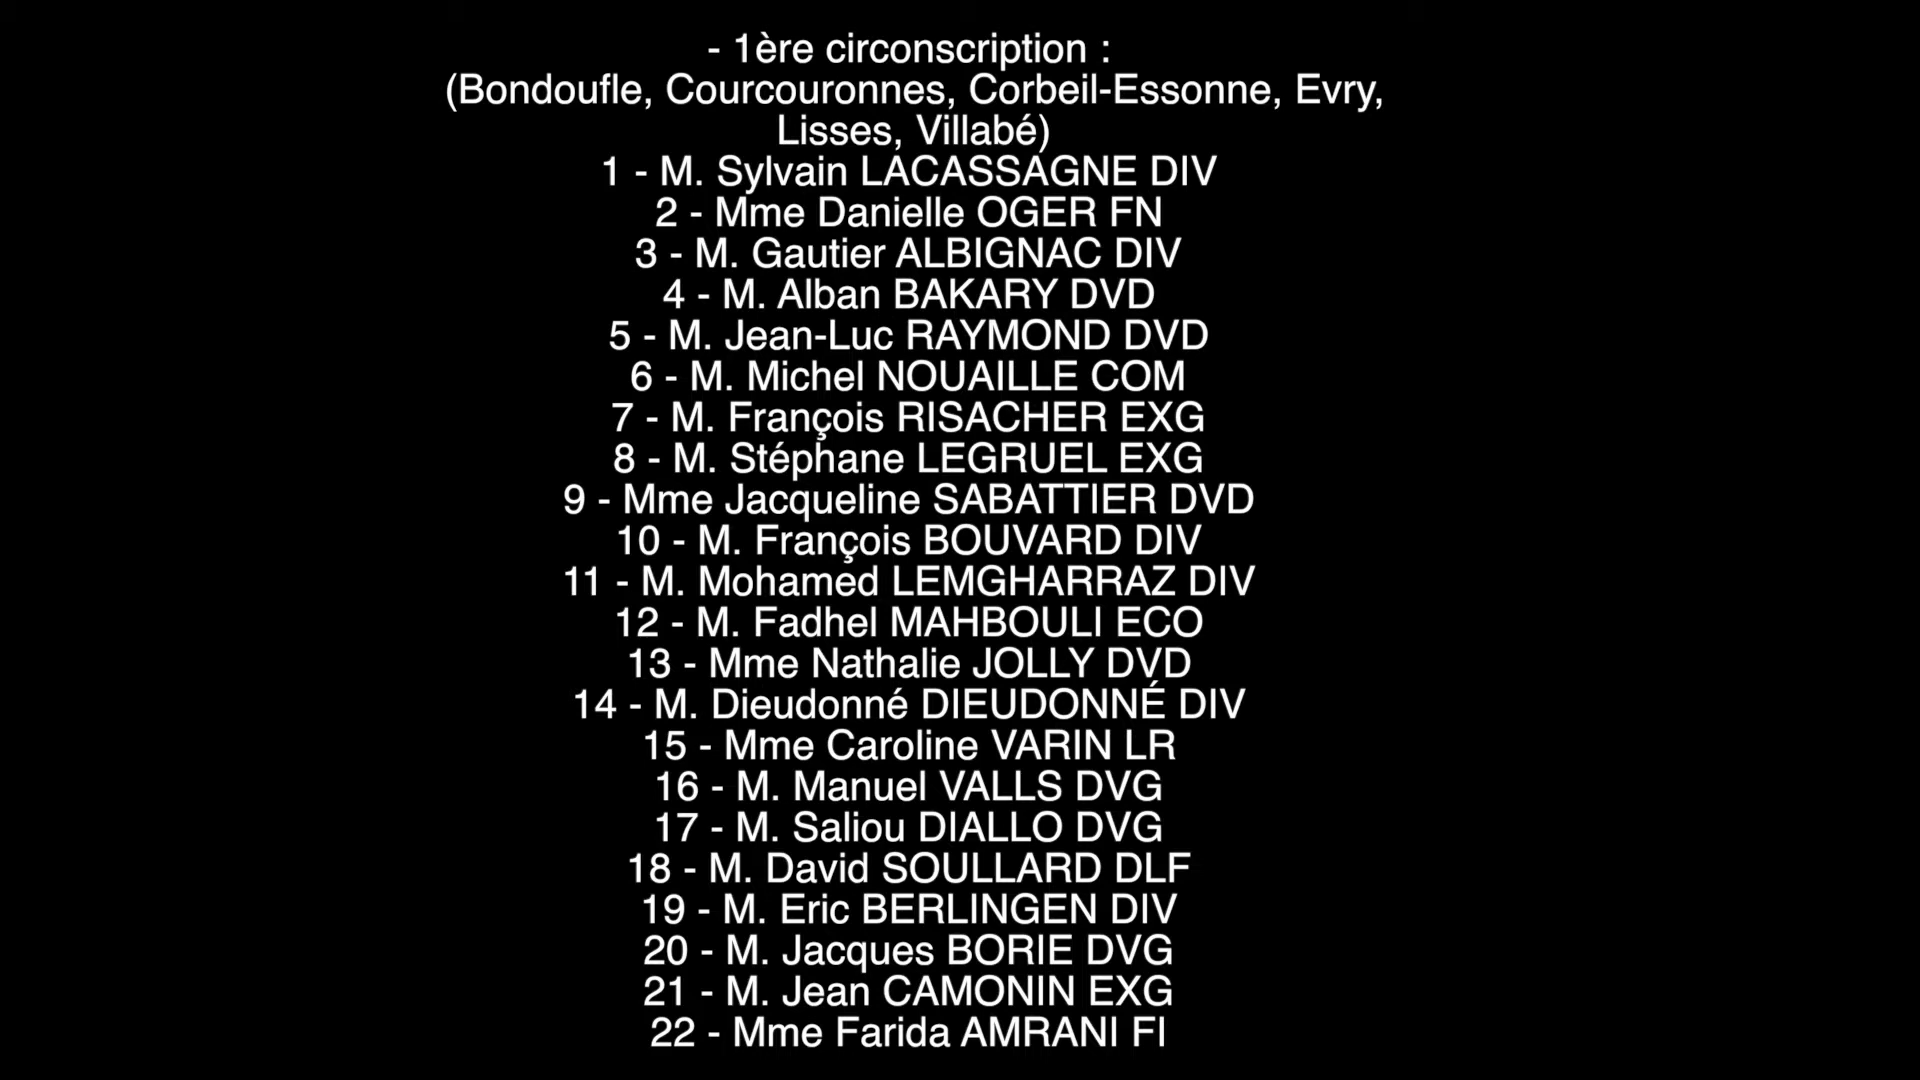 - 1ère circonscription :
(Bondoufle, Courcouronnes, Corbeil-Essonne, Evry,
Lisses, Villabé)
1 - M. Sylvain LACASSAGNE DIV
2 - Mme Danielle OGER FN
3 - M. Gautier ALBIGNAC DIV
4 - M. Alban BAKARY DVD
5 - M. Jean-Luc RAYMOND DVD
6 - M. Michel NOUAILLE COM
7 - M. François RISACHER EXG
8 - M. Stéphane LEGRUEL EXG
9 - Mme Jacqueline SABATTIER DVD
10 - M. François BOUVARD DIV
11 - M. Mohamed LEMGHARRAZ DIV
12 - M. Fadhel MAHBOULI ECO
13 - Mme Nathalie JOLLY DVD
14 - M. Dieudonné DIEUDONNÉ DIV
15 - Mme Caroline VARIN LR
16 - M. Manuel VALLS DVG
17 - M. Saliou DIALLO DVG
18 - M. David SOULLARD DLF
19 - M. Eric BERLINGEN DIV
20 - M. Jacques BORIE DVG
21 - M. Jean CAMONIN EXG
22 - Mme Farida AMRANI FI